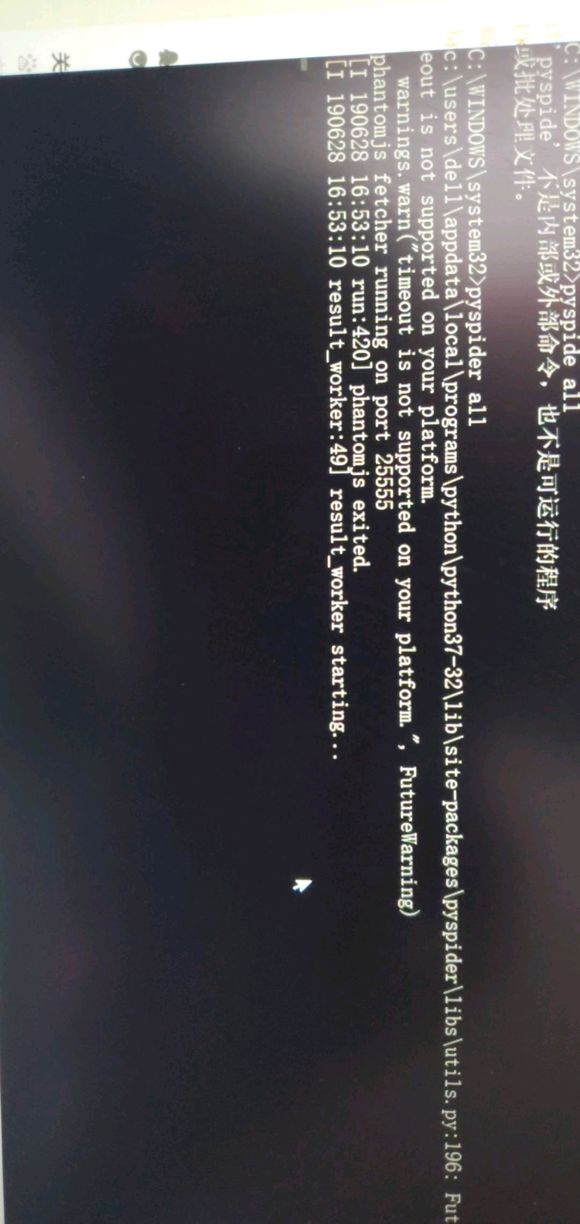 C:\WINDOWS\system32>pyspide all
'pyspide' 不是内部或外部命令，也不是可运行的程序
或批处理文件。
C:\WINDOWS\system32>pyspider all
c:\users\dell\appdata\local\programs\python\python37-32\lib\site-packages\pyspider\libs\utils.py:196: Fut
eout is not supported on your platform.
warnings.warn("timeout is not supported on your platform.", FutureWarning)
phantomjs fetcher running on port 25555
[I 190628 16:53:10 run:420] phantomjs exited.
[I 190628 16:53:10 result_worker:49] result_worker starting...
关